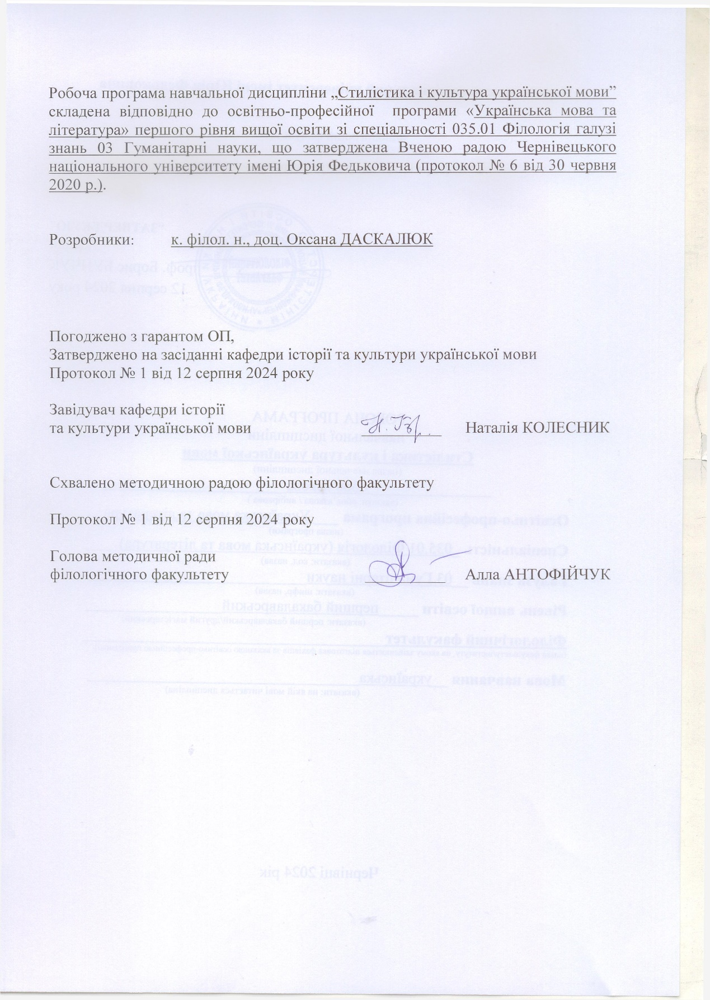 Робоча програма навчальної дисципліни „Стилістика і культура української мови”
складена відповідно до освітньо-професійної програми «Українська мова та
література» першого рівня вищої освіти зі спеціальності 035.01 Філологія галузі
знань 03 Гуманітарні науки, що затверджена Вченою радою Чернівецького
національного університету імені Юрія Федьковича (протокол № 6 від 30 червня
2020 р.).
Розробники: к. філол. н., доц. Оксана ДАСКАЛЮК
Погоджено з гарантом ОП,
Затверджено на засіданні кафедри історії та культури української мови
Протокол № 1 від 12 серпня 2024 року
Завідувач кафедри історії
та культури української мови Наталія КОЛЕСНИК
Схвалено методичною радою філологічного факультету
Протокол № 1 від 12 серпня 2024 року
Голова методичної ради
філологічного факультету Алла АНТОФІЙЧУК